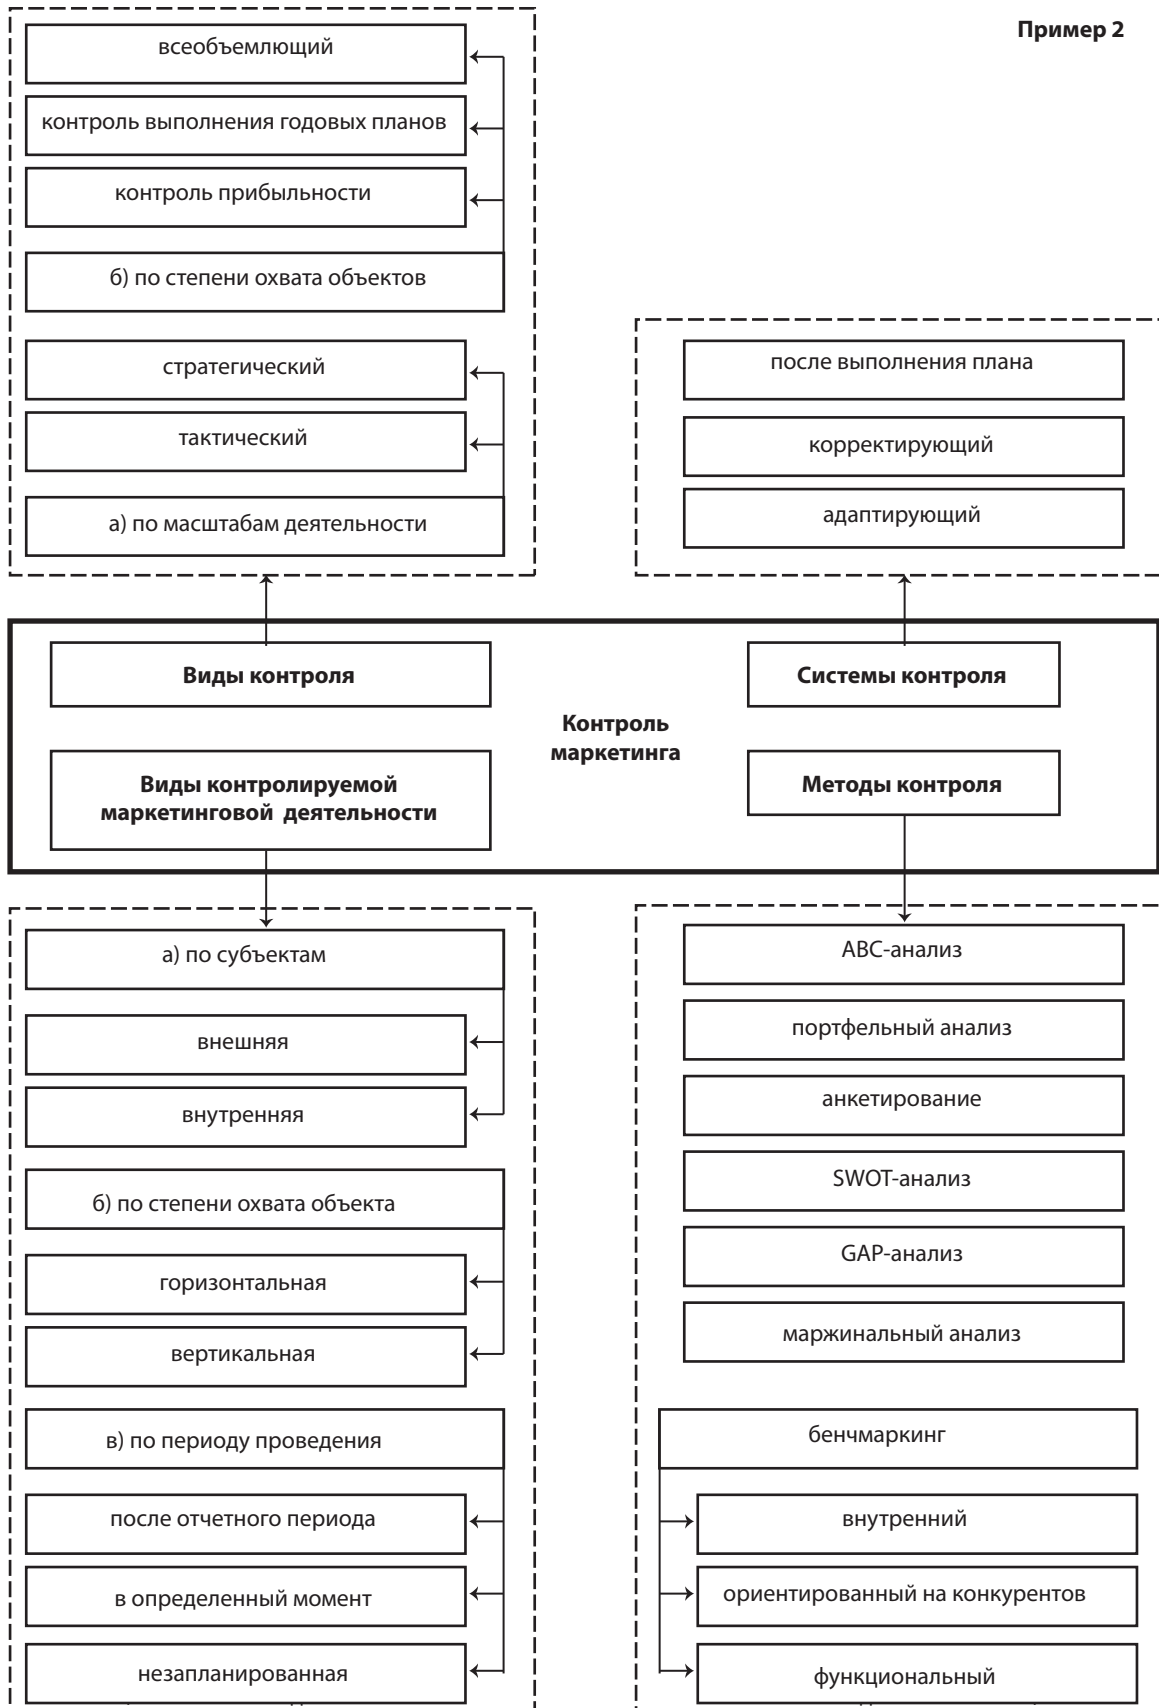 Пример 2
всеобъемлющий
контроль выполнения годовых планов
контроль прибыльности
б) по степени охвата объектов
стратегический
тактический
а) по масштабам деятельности
после выполнения плана
корректирующий
адаптирующий
Виды контроля
Системы контроля
Контроль
маркетинга
Виды контролируемой
маркетинговой деятельности
Методы контроля
а) по субъектам
внешняя
внутренняя
б) по степени охвата объекта
горизонтальная
вертикальная
в) по периоду проведения
после отчетного периода
в определенный момент
незапланированная
ABC-анализ
портфельный анализ
анкетирование
SWOT-анализ
GAP-анализ
маржинальный анализ
бенчмаркинг
внутренний
ориентированный на конкурентов
функциональный